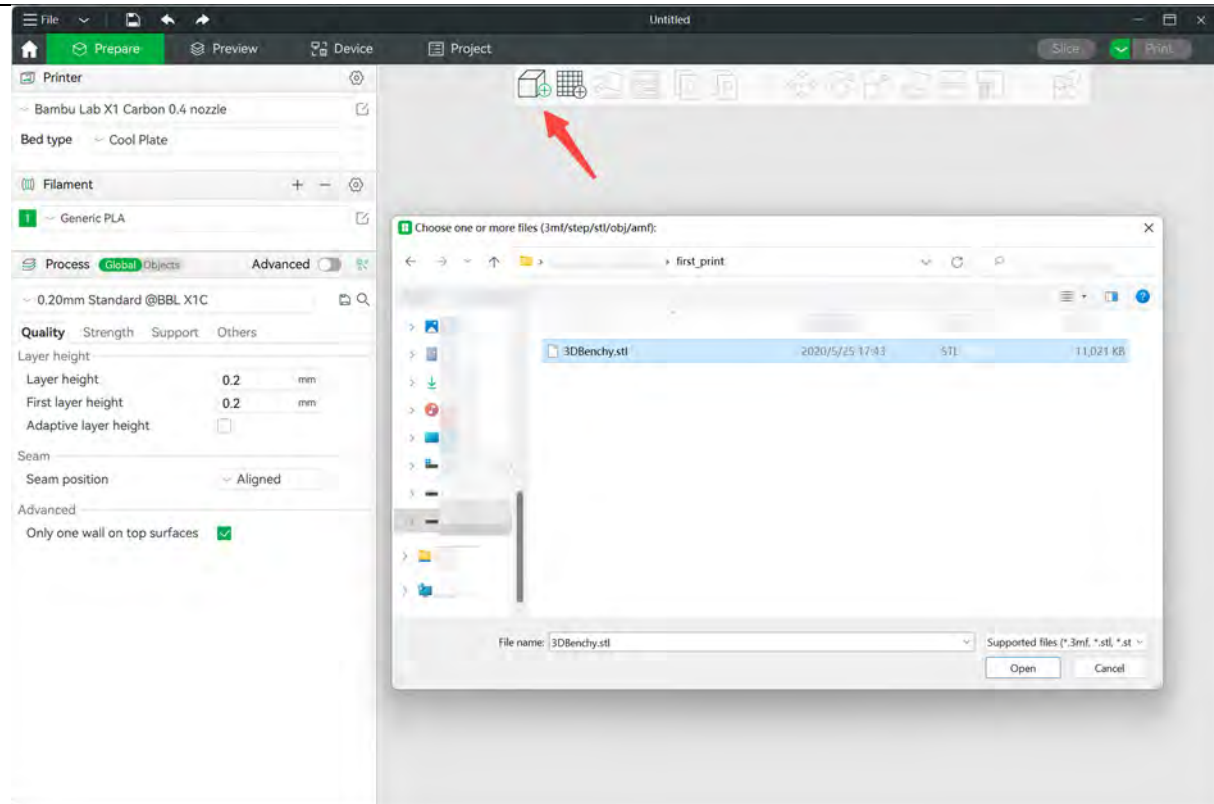 File
Untitled
Prepare
Preview
Device
Project
Slice
Print
Printer
Bambu Lab X1 Carbon 0.4 nozzle
Bed type
Cool Plate
Filament
+ −
1
Generic PLA
Process
Global
Objects
Advanced
0.20mm Standard @BBL X1C
Quality
Strength
Support
Others
Layer height
Layer height
0.2
mm
First layer height
0.2
mm
Adaptive layer height
Seam
Seam position
Aligned
Advanced
Only one wall on top surfaces
Choose one or more files (3mf/step/stl/obj/amf):
first_print
3DBenchy.stl
2020/5/25 17:43
STL
11,021 KB
File name:
3DBenchy.stl
Supported files (*.3mf, *.stl, *.st
Open
Cancel